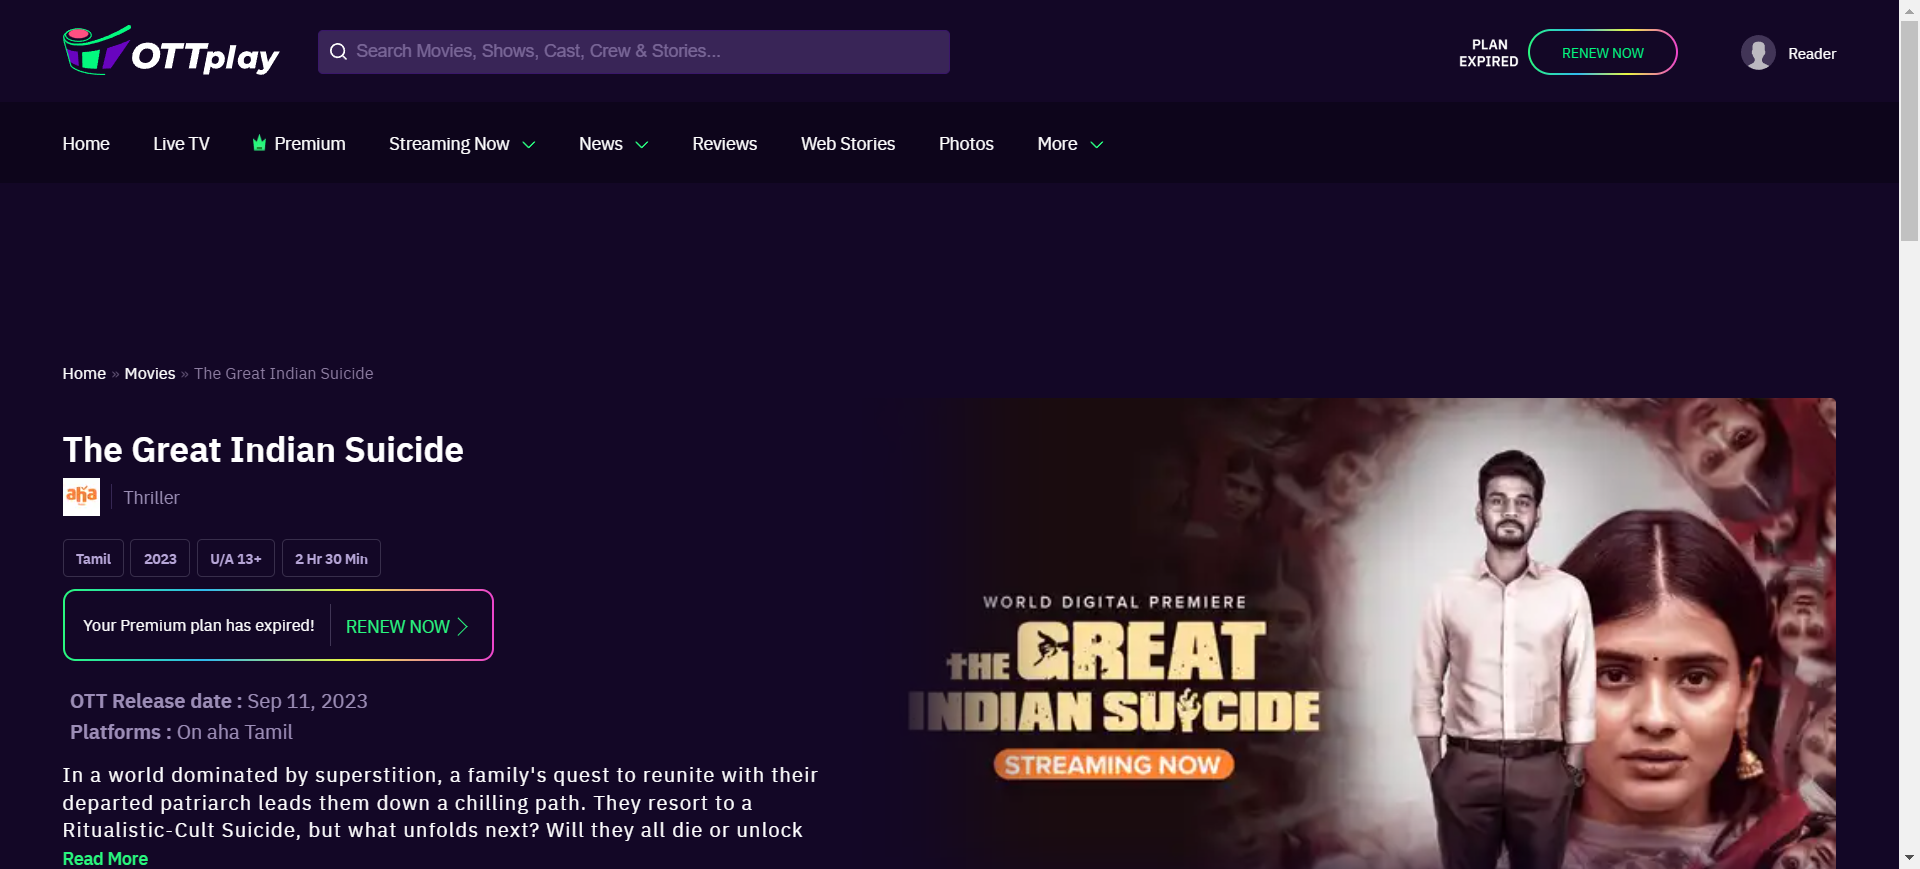 OTTplay
Search Movies, Shows, Cast, Crew & Stories...
PLAN
EXPIRED
RENEW NOW
Reader
Home
Live TV
Premium
Streaming Now
News
Reviews
Web Stories
Photos
More
Home » Movies » The Great Indian Suicide
The Great Indian Suicide
aha
Thriller
Tamil
2023
U/A 13+
2 Hr 30 Min
Your Premium plan has expired!
RENEW NOW
OTT Release date : Sep 11, 2023
Platforms : On aha Tamil
In a world dominated by superstition, a family's quest to reunite with their
departed patriarch leads them down a chilling path. They resort to a
Ritualistic-Cult Suicide, but what unfolds next? Will they all die or unlock
Read More
WORLD DIGITAL PREMIERE
THE GREAT
INDIAN SUICIDE
STREAMING NOW